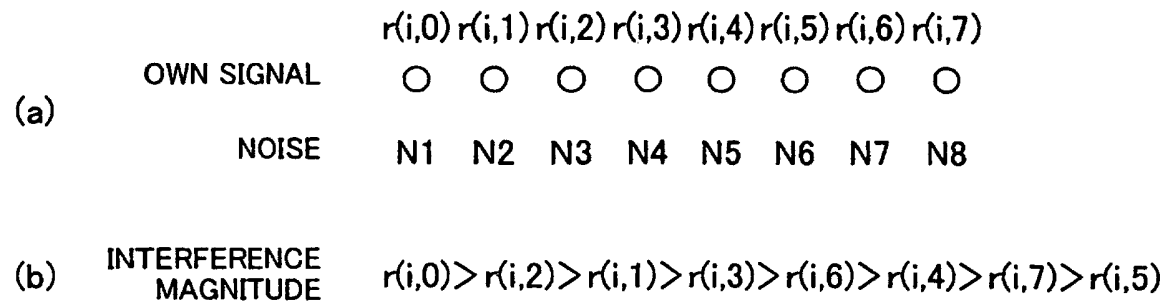 r(i,0) r(i,1) r(i,2) r(i,3) r(i,4) r(i,5) r(i,6) r(i,7)
(a)
OWN SIGNAL ○ ○ ○ ○ ○ ○ ○ ○
NOISE N1 N2 N3 N4 N5 N6 N7 N8
(b)
INTERFERENCE
MAGNITUDE
r(i,0)>r(i,2)>r(i,1)>r(i,3)>r(i,6)>r(i,4)>r(i,7)>r(i,5)